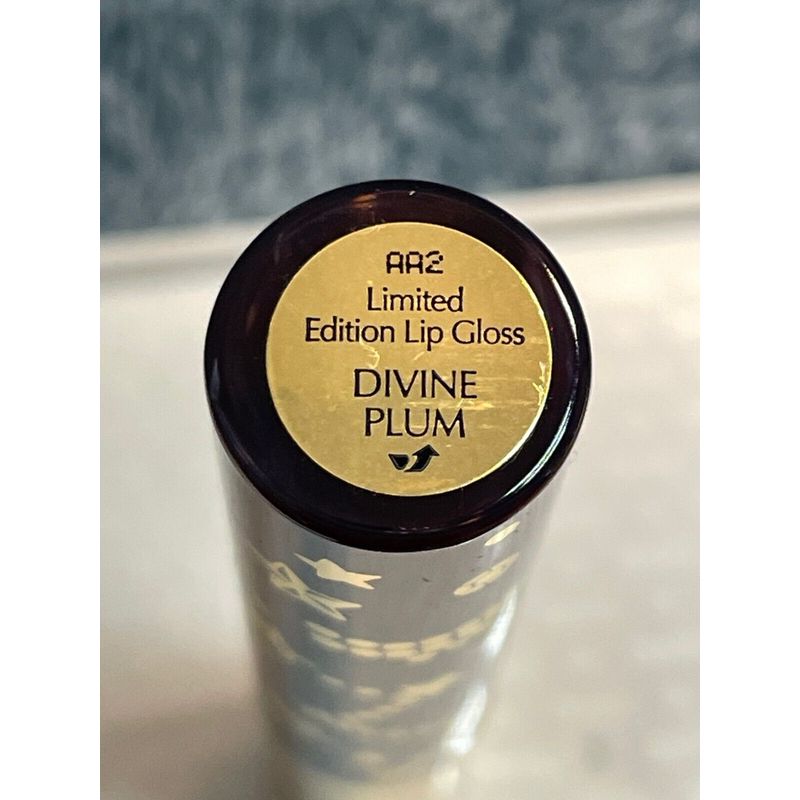 AA2
Limited
Edition Lip Gloss
DIVINE
PLUM